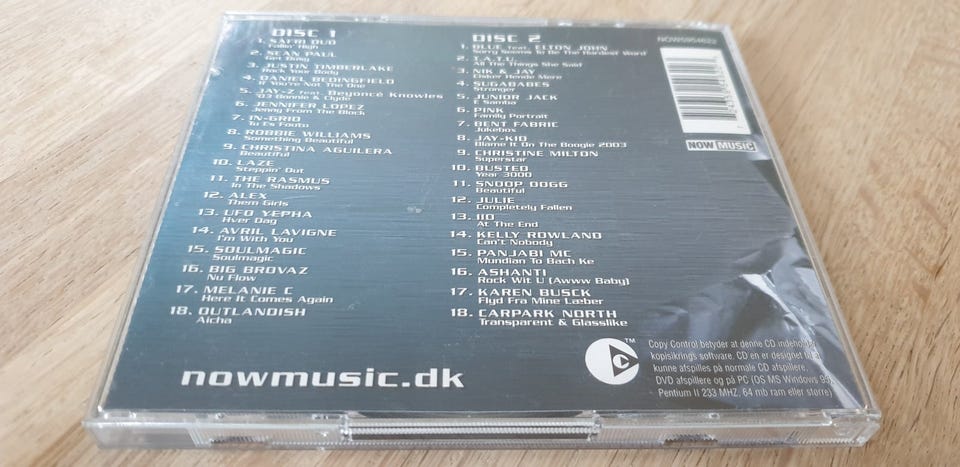 DISC 1
1. SAFRI DUO
Fallin' High
2. SEAN PAUL
Get Busy
3. JUSTIN TIMBERLAKE
Rock Your Body
4. DANIEL BEDINGFIELD
If You're Not The One
5. JAY-Z feat. Beyoncé Knowles
'03 Bonnie & Clyde
6. JENNIFER LOPEZ
Jenny From The Block
7. IN-GRID
Tu Es Foutu
8. ROBBIE WILLIAMS
Something Beautiful
9. CHRISTINA AGUILERA
Beautiful
10. LAZE
Steppin' Out
11. THE RASMUS
In The Shadows
12. ALEX
Them Girls
13. UFO YEPHA
Hver Dag
14. AVRIL LAVIGNE
I'm With You
15. SOULMAGIC
Soulmagic
16. BIG BROVAZ
Nu Flow
17. MELANIE C
Here It Comes Again
18. OUTLANDISH
Aicha
DISC 2
1. BLUE feat. ELTON JOHN
Sorry Seems To Be The Hardest Word
2. T.A.T.U.
All The Things She Said
3. NIK & JAY
Elsker Hende Mere
4. SUGABABES
Stronger
5. JUNIOR JACK
E Samba
6. PINK
Family Portrait
7. BENT FABRIC
Jukebox
8. JAY-KID
Blame It On The Boogie 2003
9. CHRISTINE MILTON
Superstar
10. BUSTED
Year 3000
11. SNOOP DOGG
Beautiful
12. JULIE
Completely Fallen
13. IIO
At The End
14. KELLY ROWLAND
Can't Nobody
15. PANJABI MC
Mundian To Bach Ke
16. ASHANTI
Rock Wit U (Awww Baby)
17. KAREN BUSCK
Flyd Fra Mine Læber
18. CARPARK NORTH
Transparent & Glasslike
NOW5954622
NOW MUSIC
nowmusic.dk
C
TM
Copy Control betyder at denne CD indeholder
kopisikrings software. CD en er designet til at
kunne afspilles på normale CD afspillere,
DVD afspillere og på PC (OS MS Windows 95,
Pentium II 233 MHZ, 64 mb ram eller større)